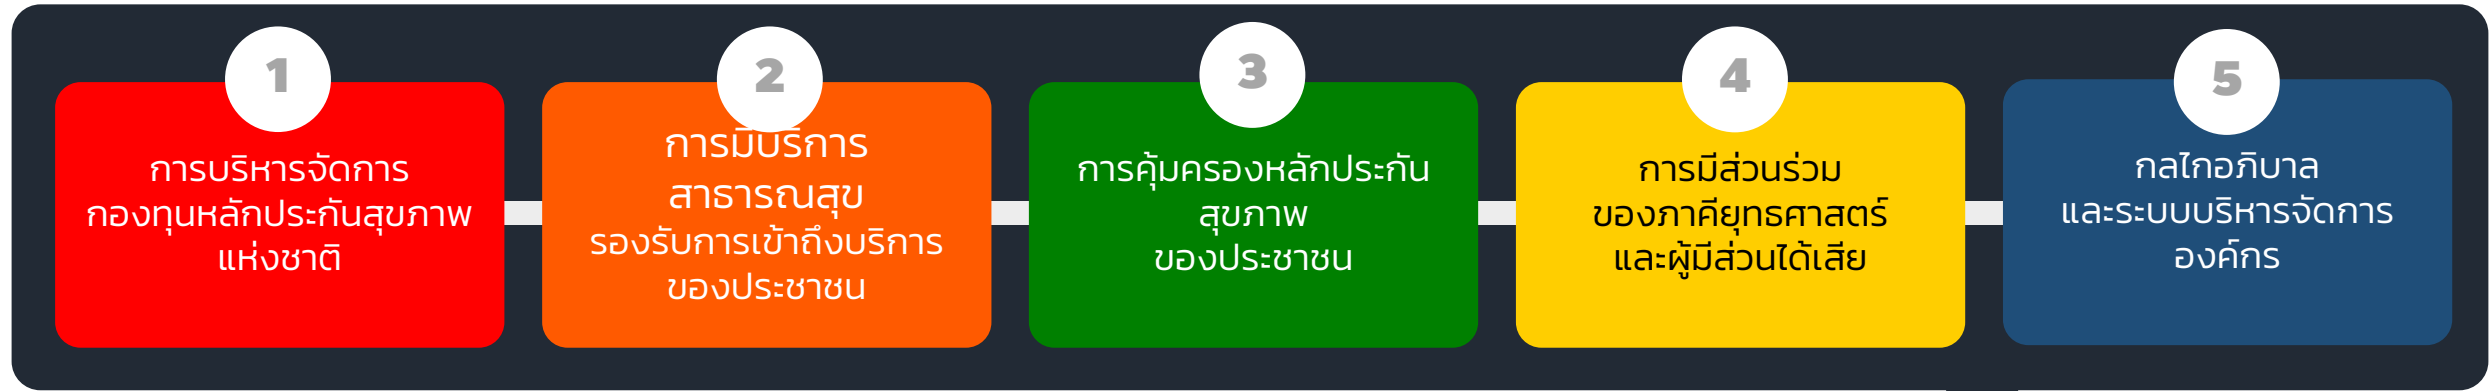 1
การบริหารจัดการ
กองทุนหลักประกันสุขภาพ
แห่งชาติ
2
การมีบริการ
สาธารณสุข
รองรับการเข้าถึงบริการ
ของประชาชน
3
การคุ้มครองหลักประกัน
สุขภาพ
ของประชาชน
4
การมีส่วนร่วม
ของภาคียุทธศาสตร์
และผู้มีส่วนได้เสีย
5
กลไกอภิบาล
และระบบบริหารจัดการ
องค์กร